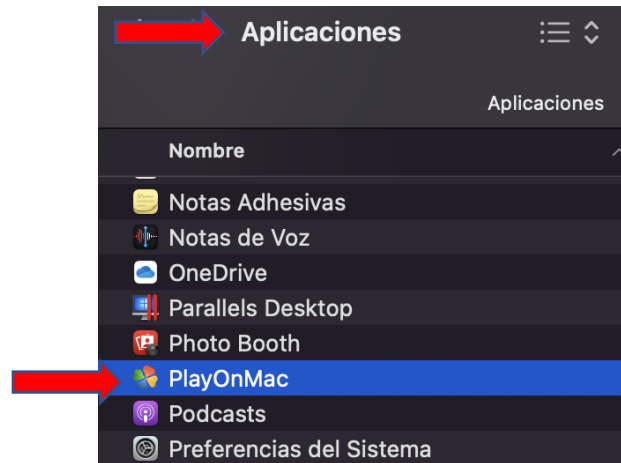 Aplicaciones
Aplicaciones
Nombre
Notas Adhesivas
Notas de Voz
OneDrive
Parallels Desktop
Photo Booth
PlayOnMac
Podcasts
Preferencias del Sistema